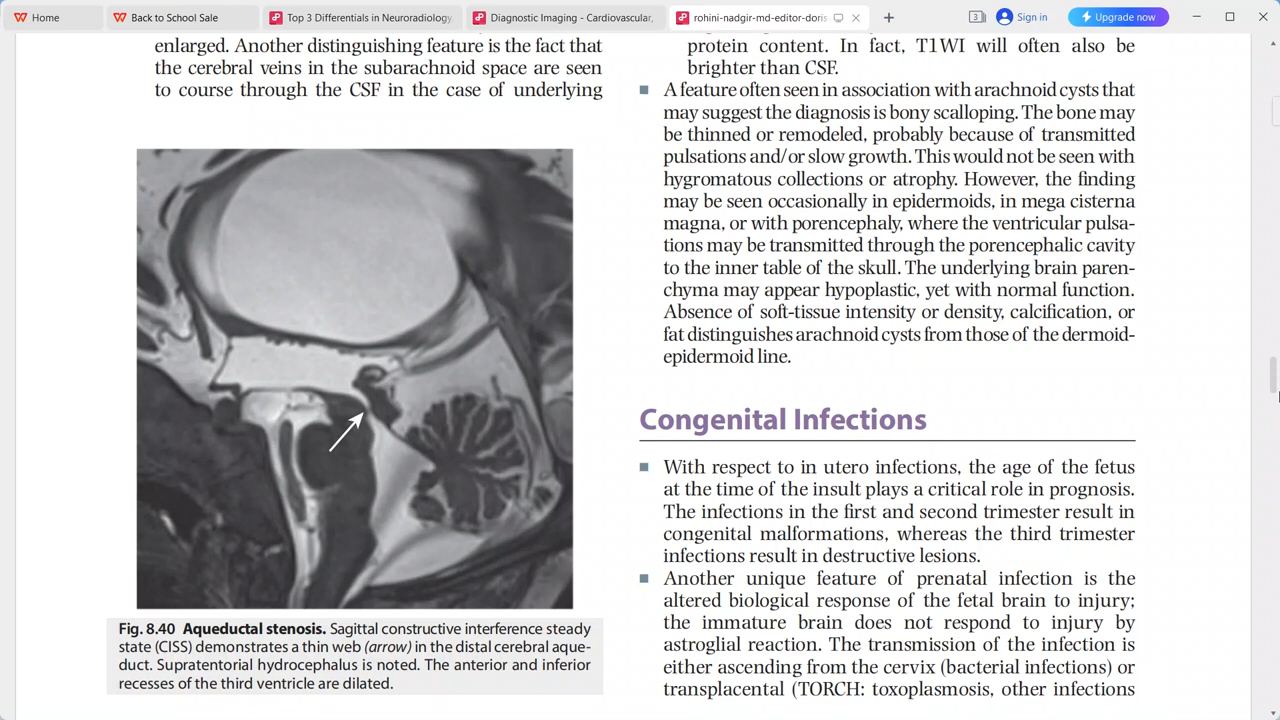 Home
Back to School Sale
Top 3 Differentials in Neuroradiology
Diagnostic Imaging - Cardiovascular,
rohini-nadgir-md-editor-doris
3
Sign in
Upgrade now
enlarged. Another distinguishing feature is the fact that
the cerebral veins in the subarachnoid space are seen
to course through the CSF in the case of underlying
Fig. 8.40 Aqueductal stenosis. Sagittal constructive interference steady
state (CISS) demonstrates a thin web (arrow) in the distal cerebral aque-
duct. Supratentorial hydrocephalus is noted. The anterior and inferior
recesses of the third ventricle are dilated.
protein content. In fact, T1WI will often also be
brighter than CSF.
A feature often seen in association with arachnoid cysts that
may suggest the diagnosis is bony scalloping. The bone may
be thinned or remodeled, probably because of transmitted
pulsations and/or slow growth. This would not be seen with
hygromatous collections or atrophy. However, the finding
may be seen occasionally in epidermoids, in mega cisterna
magna, or with porencephaly, where the ventricular pulsa-
tions may be transmitted through the porencephalic cavity
to the inner table of the skull. The underlying brain paren-
chyma may appear hypoplastic, yet with normal function.
Absence of soft-tissue intensity or density, calcification, or
fat distinguishes arachnoid cysts from those of the dermoid-
epidermoid line.
Congenital Infections
With respect to in utero infections, the age of the fetus
at the time of the insult plays a critical role in prognosis.
The infections in the first and second trimester result in
congenital malformations, whereas the third trimester
infections result in destructive lesions.
Another unique feature of prenatal infection is the
altered biological response of the fetal brain to injury;
the immature brain does not respond to injury by
astroglial reaction. The transmission of the infection is
either ascending from the cervix (bacterial infections) or
transplacental (TORCH: toxoplasmosis, other infections